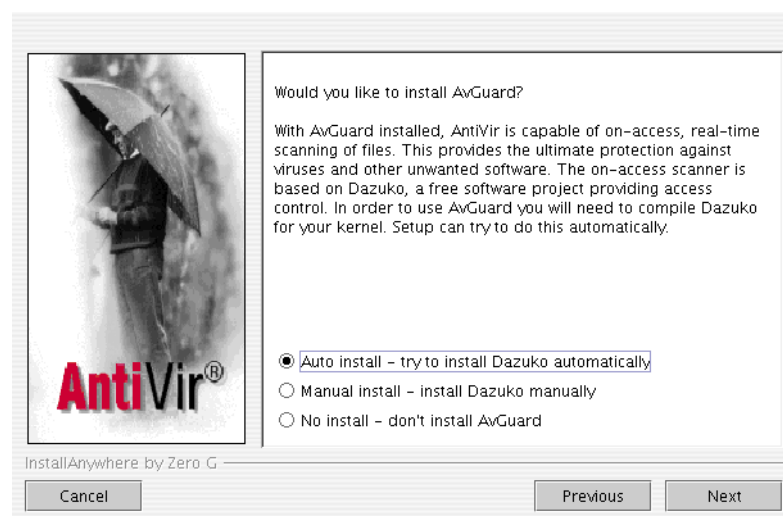 Would you like to install AvGuard?
With AvGuard installed, AntiVir is capable of on-access, real-time
scanning of files. This provides the ultimate protection against
viruses and other unwanted software. The on-access scanner is
based on Dazuko, a free software project providing access
control. In order to use AvGuard you will need to compile Dazuko
for your kernel. Setup can try to do this automatically.
Auto install - try to install Dazuko automatically
Manual install - install Dazuko manually
No install - don't install AvGuard
AntiVir®
InstallAnywhere by Zero G
Cancel
Previous
Next